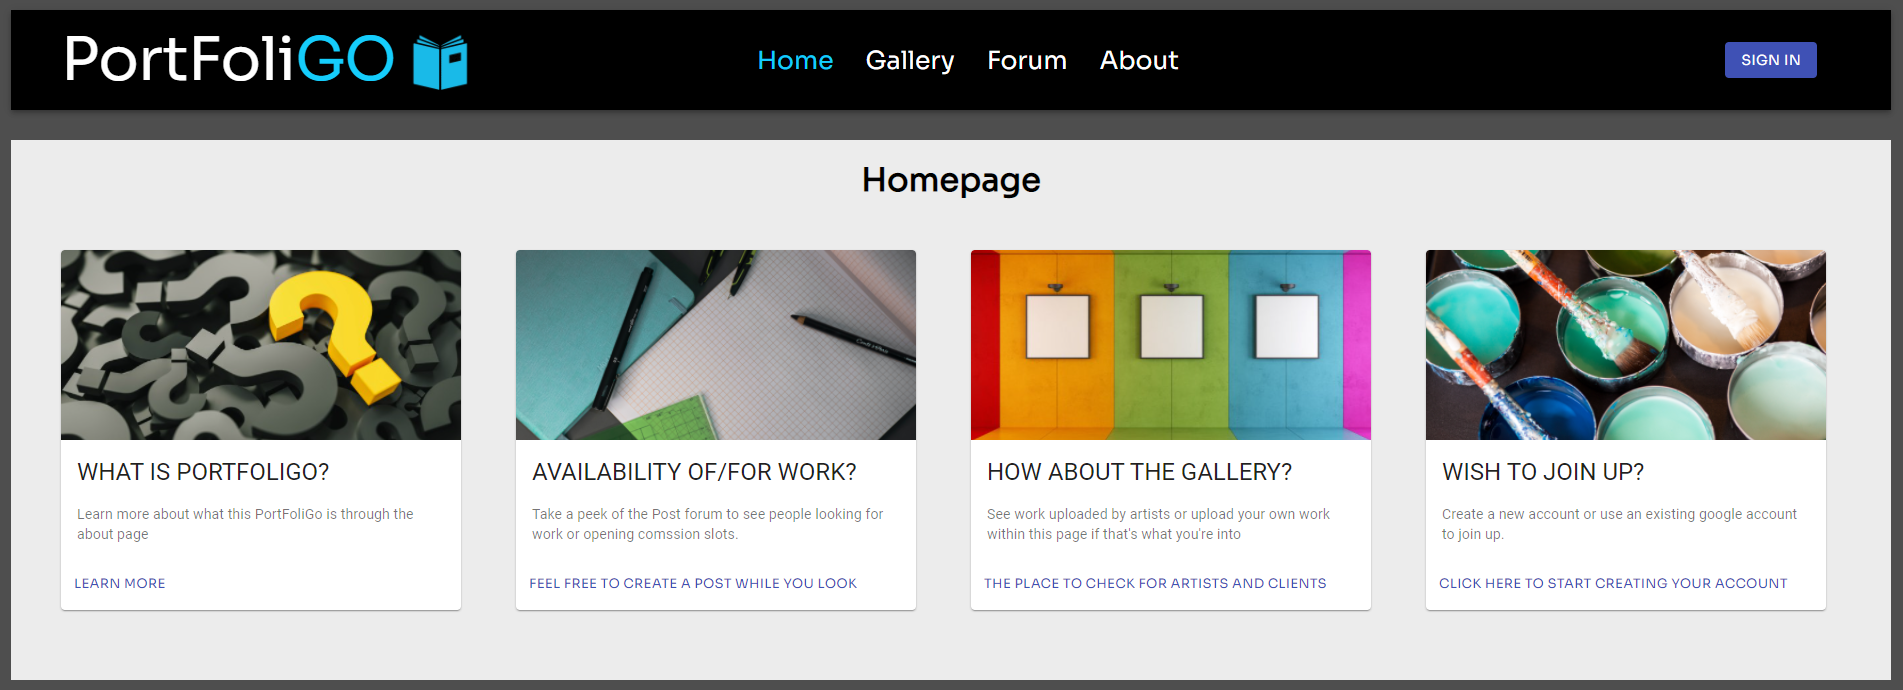 PortFoliGO
Home Gallery Forum About
SIGN IN
Homepage
WHAT IS PORTFOLIGO?
Learn more about what this PortFoliGo is through the
about page
LEARN MORE
AVAILABILITY OF/FOR WORK?
Take a peek of the Post forum to see people looking for
work or opening comssion slots.
FEEL FREE TO CREATE A POST WHILE YOU LOOK
HOW ABOUT THE GALLERY?
See work uploaded by artists or upload your own work
within this page if that's what you're into
THE PLACE TO CHECK FOR ARTISTS AND CLIENTS
WISH TO JOIN UP?
Create a new account or use an existing google account
to join up.
CLICK HERE TO START CREATING YOUR ACCOUNT